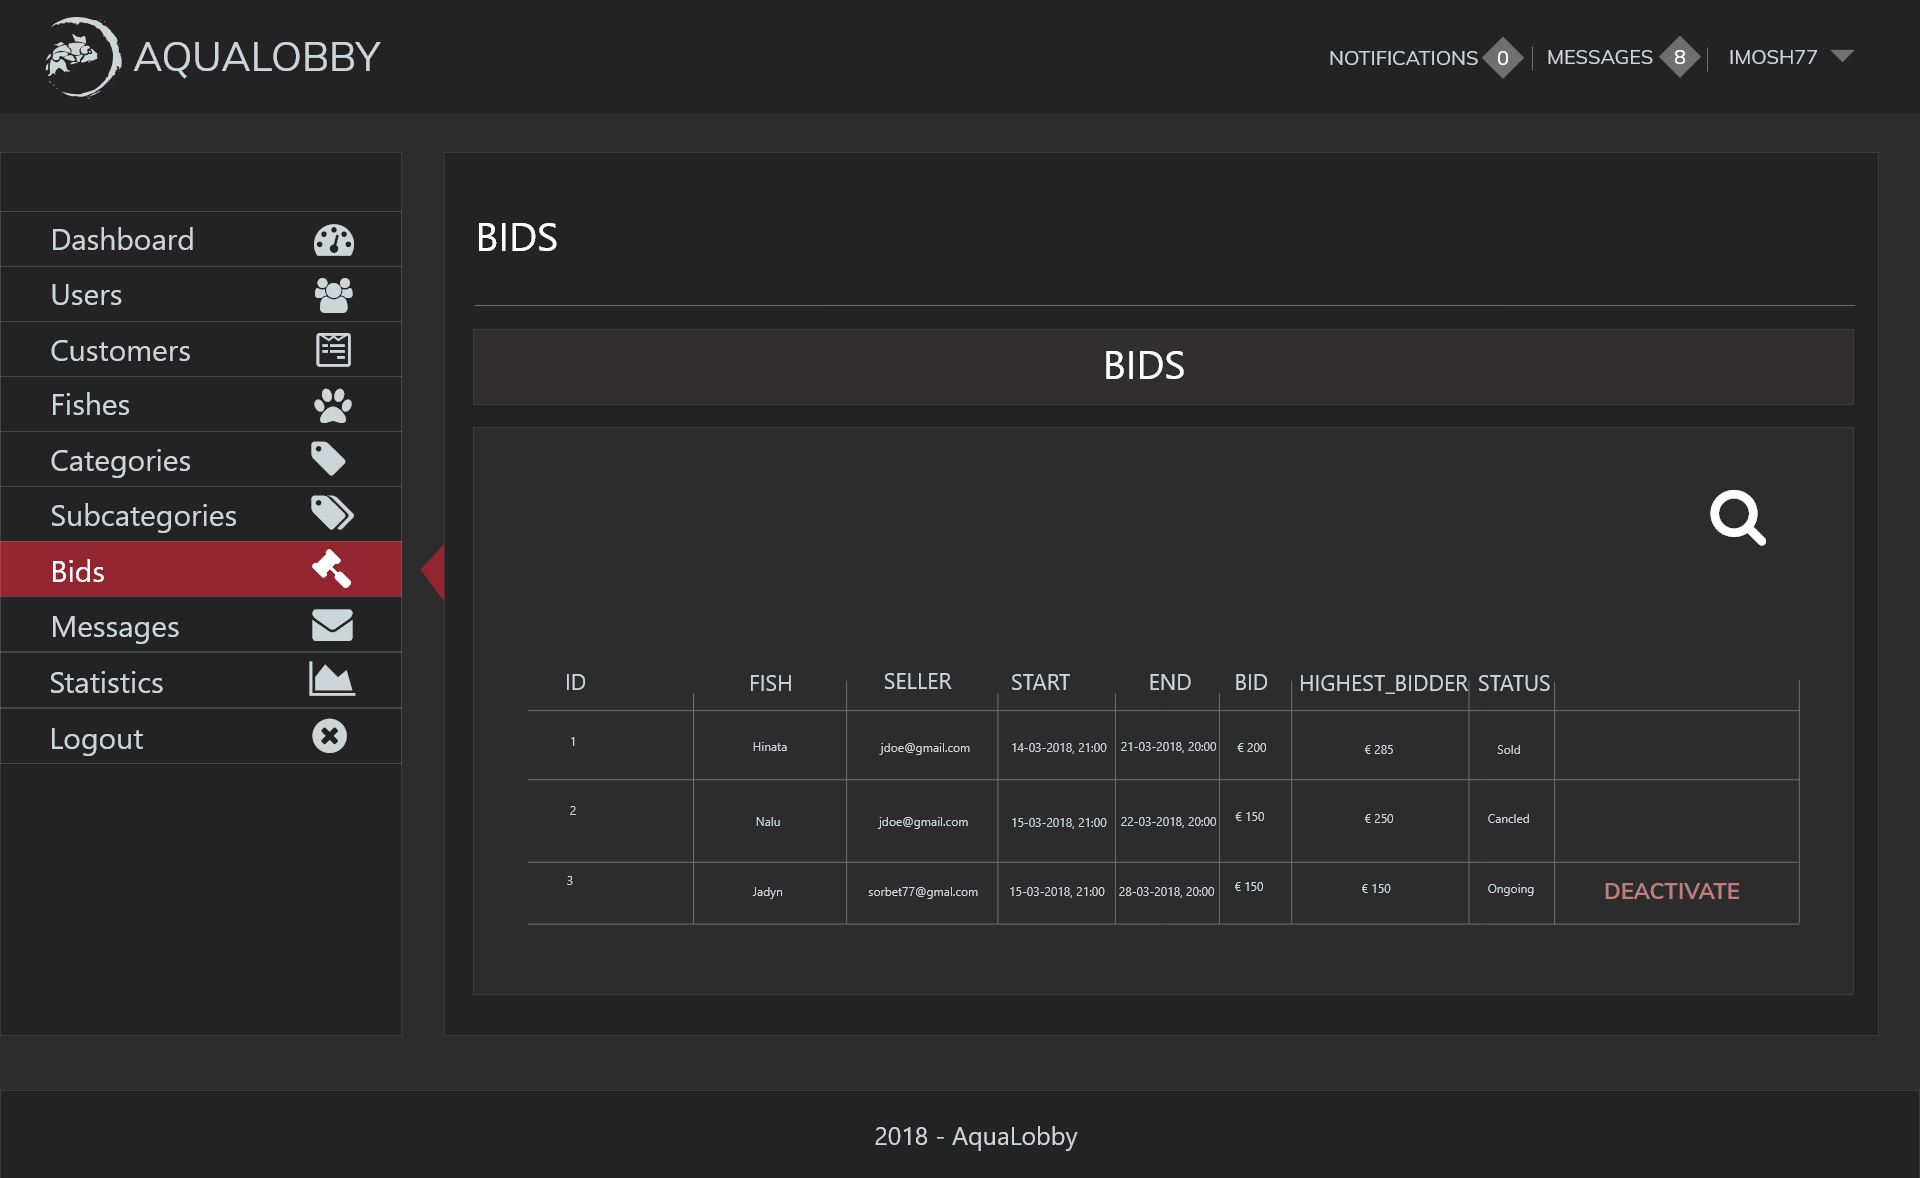 AQUALOBBY
NOTIFICATIONS 0 MESSAGES 8 IMOSH77
Dashboard
Users
Customers
Fishes
Categories
Subcategories
Bids
Messages
Statistics
Logout
BIDS
BIDS
ID FISH SELLER START END BID HIGHEST_BIDDER STATUS
1 Hinata jdoe@gmail.com 14-03-2018, 21:00 21-03-2018, 20:00 € 200 € 285 Sold
2 Nalu jdoe@gmail.com 15-03-2018, 21:00 22-03-2018, 20:00 € 150 € 250 Cancled
3 Jadyn sorbet77@gmal.com 15-03-2018, 21:00 28-03-2018, 20:00 € 150 € 150 Ongoing DEACTIVATE
2018 - AquaLobby